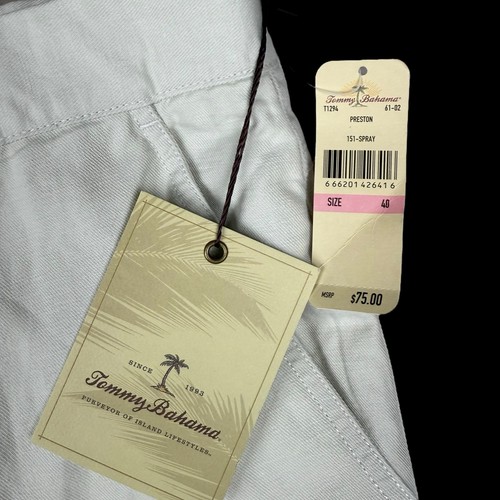 Tommy Bahama
T1294 61-02
PRESTON
151-SPRAY
6 66201 42641 6
SIZE 40
MSRP $75.00
SINCE 1993
Tommy Bahama
PURVEYOR OF ISLAND LIFESTYLES.